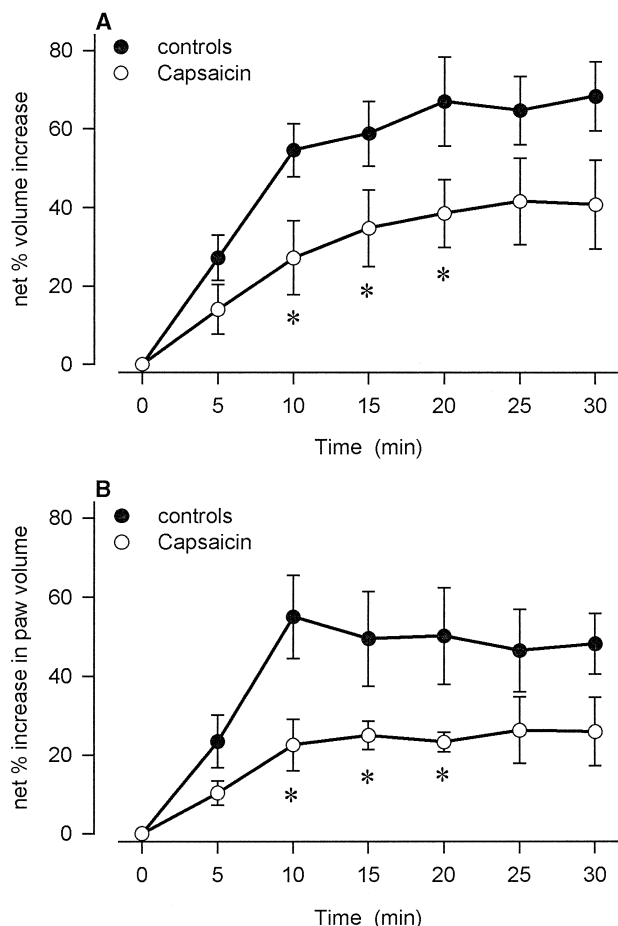 A
controls
Capsaicin
80
60
40
20
0
net % volume increase
*
*
*
0 5 10 15 20 25 30
Time (min)
B
controls
Capsaicin
80
60
40
20
0
net % increase in paw volume
*
*
*
0 5 10 15 20 25 30
Time (min)